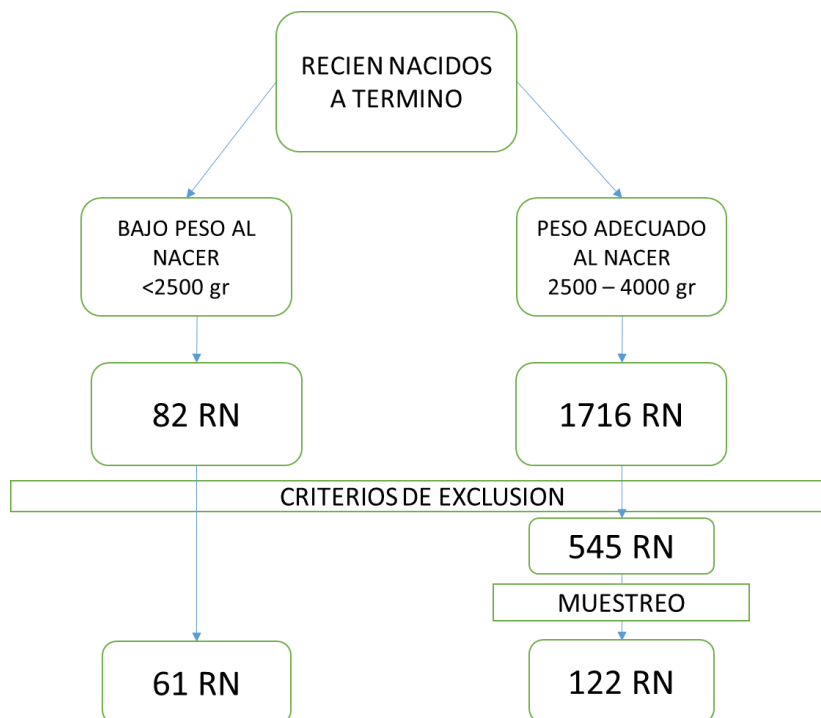 RECIEN NACIDOS
A TERMINO
BAJO PESO AL
NACER
<2500 gr
PESO ADECUADO
AL NACER
2500 – 4000 gr
82 RN
1716 RN
CRITERIOS DE EXCLUSION
545 RN
MUESTREO
61 RN
122 RN